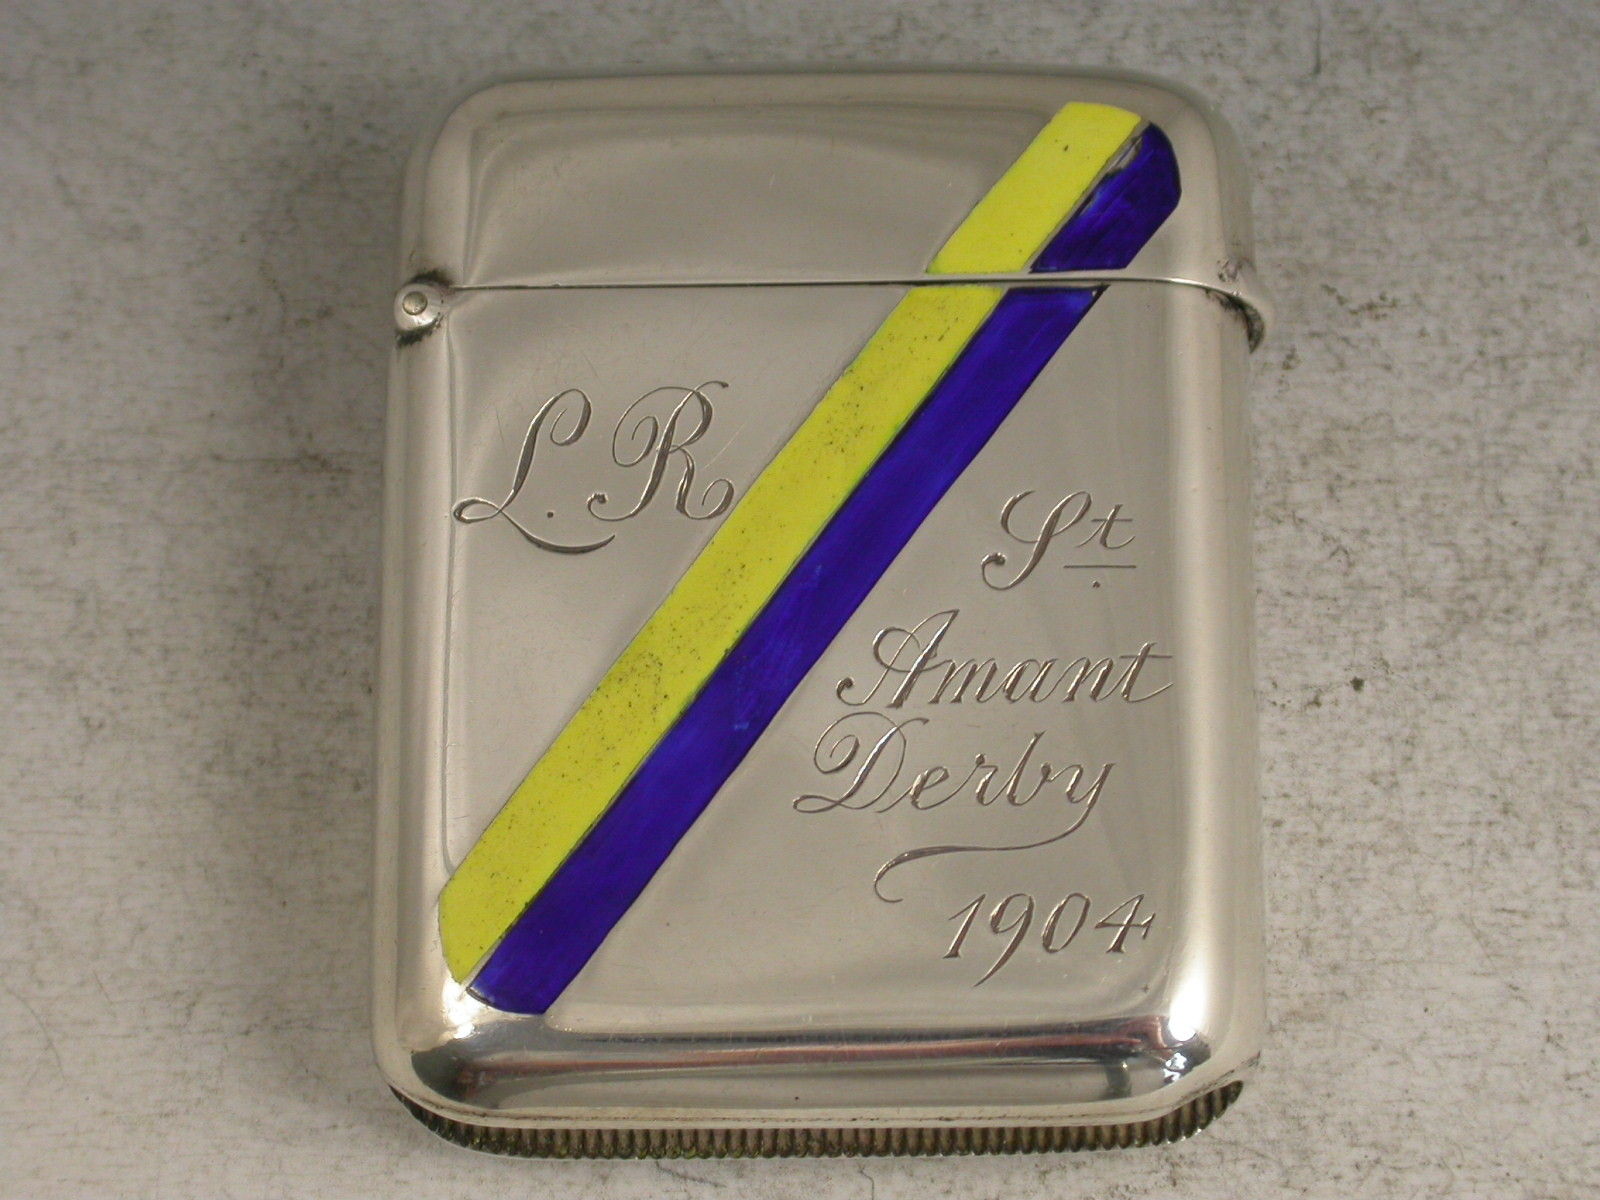 L. R
St.
Amant
Derby
1904